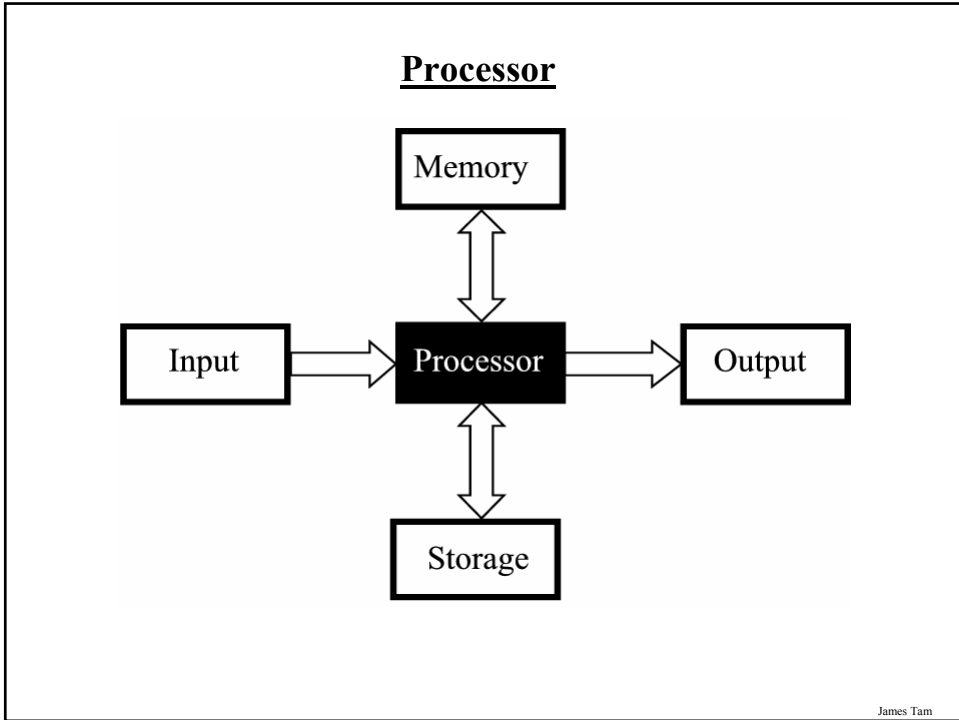 Processor
Memory
Input
Processor
Output
Storage
James Tam